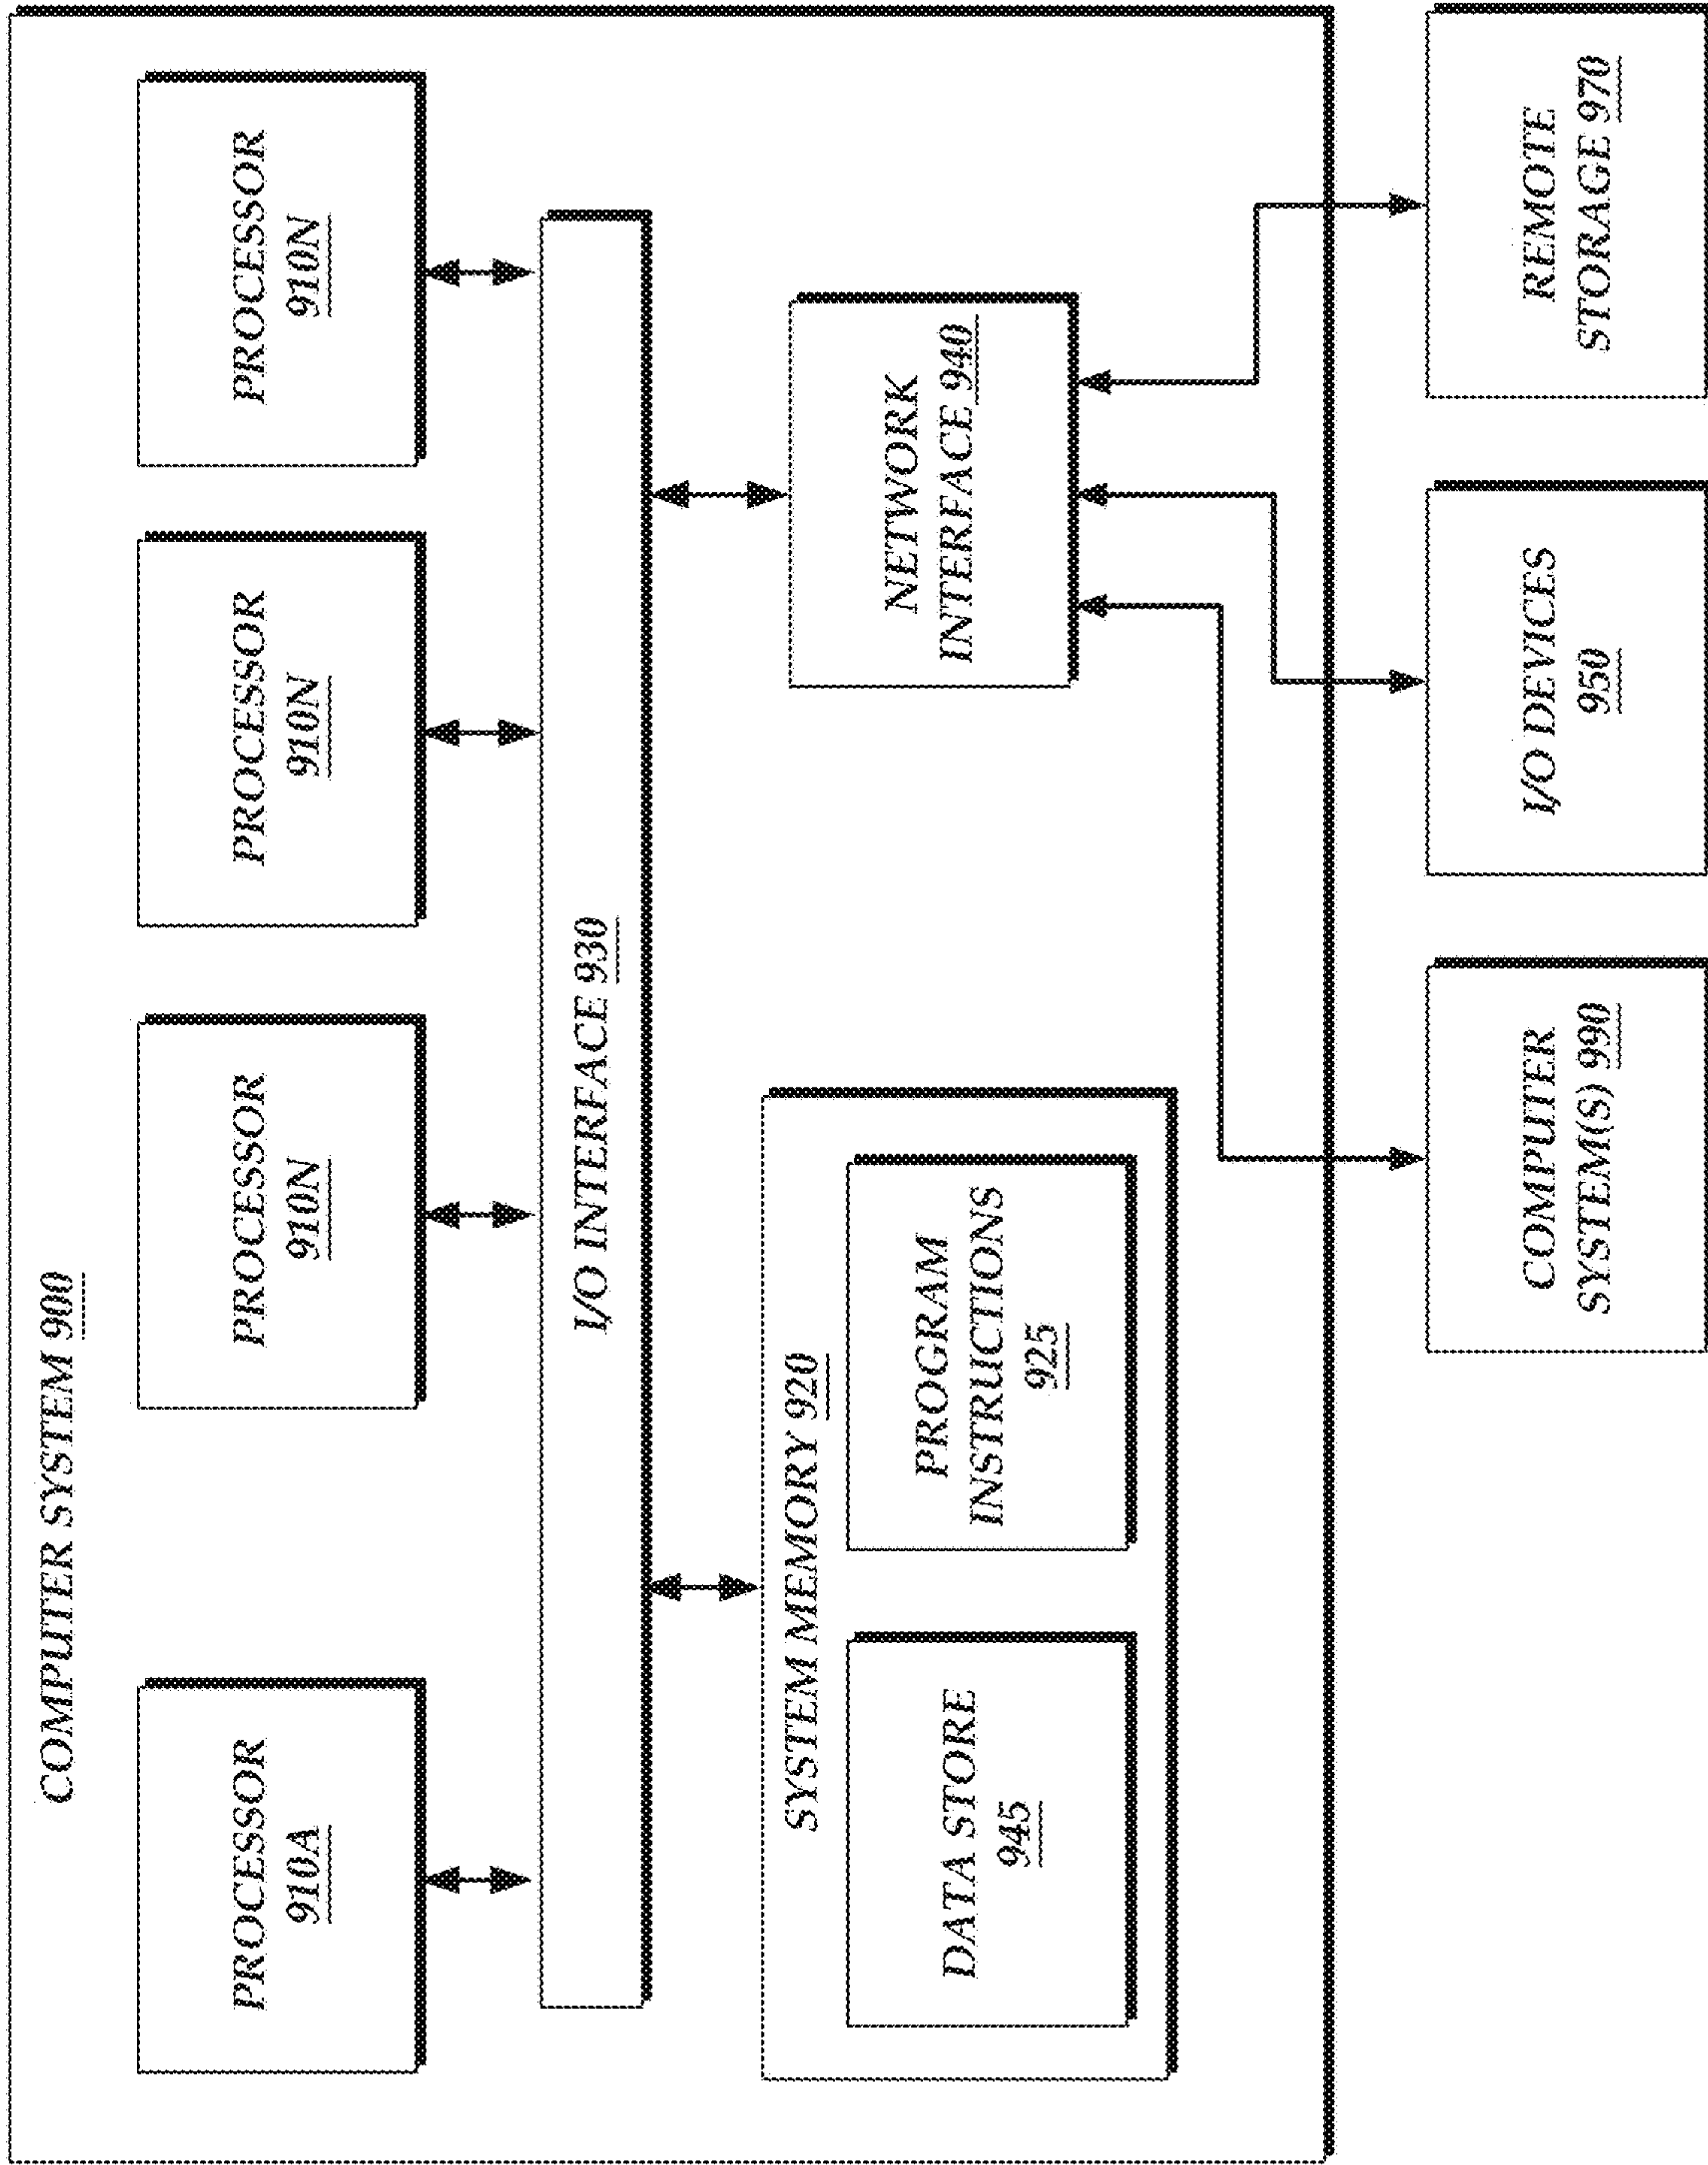 COMPUTER SYSTEM 900
PROCESSOR
910A
PROCESSOR
910N
PROCESSOR
910N
PROCESSOR
910N
I/O INTERFACE 930
SYSTEM MEMORY 920
DATA STORE
945
PROGRAM
INSTRUCTIONS
925
NETWORK
INTERFACE 940
COMPUTER
SYSTEM(S) 990
I/O DEVICES
950
REMOTE
STORAGE 970